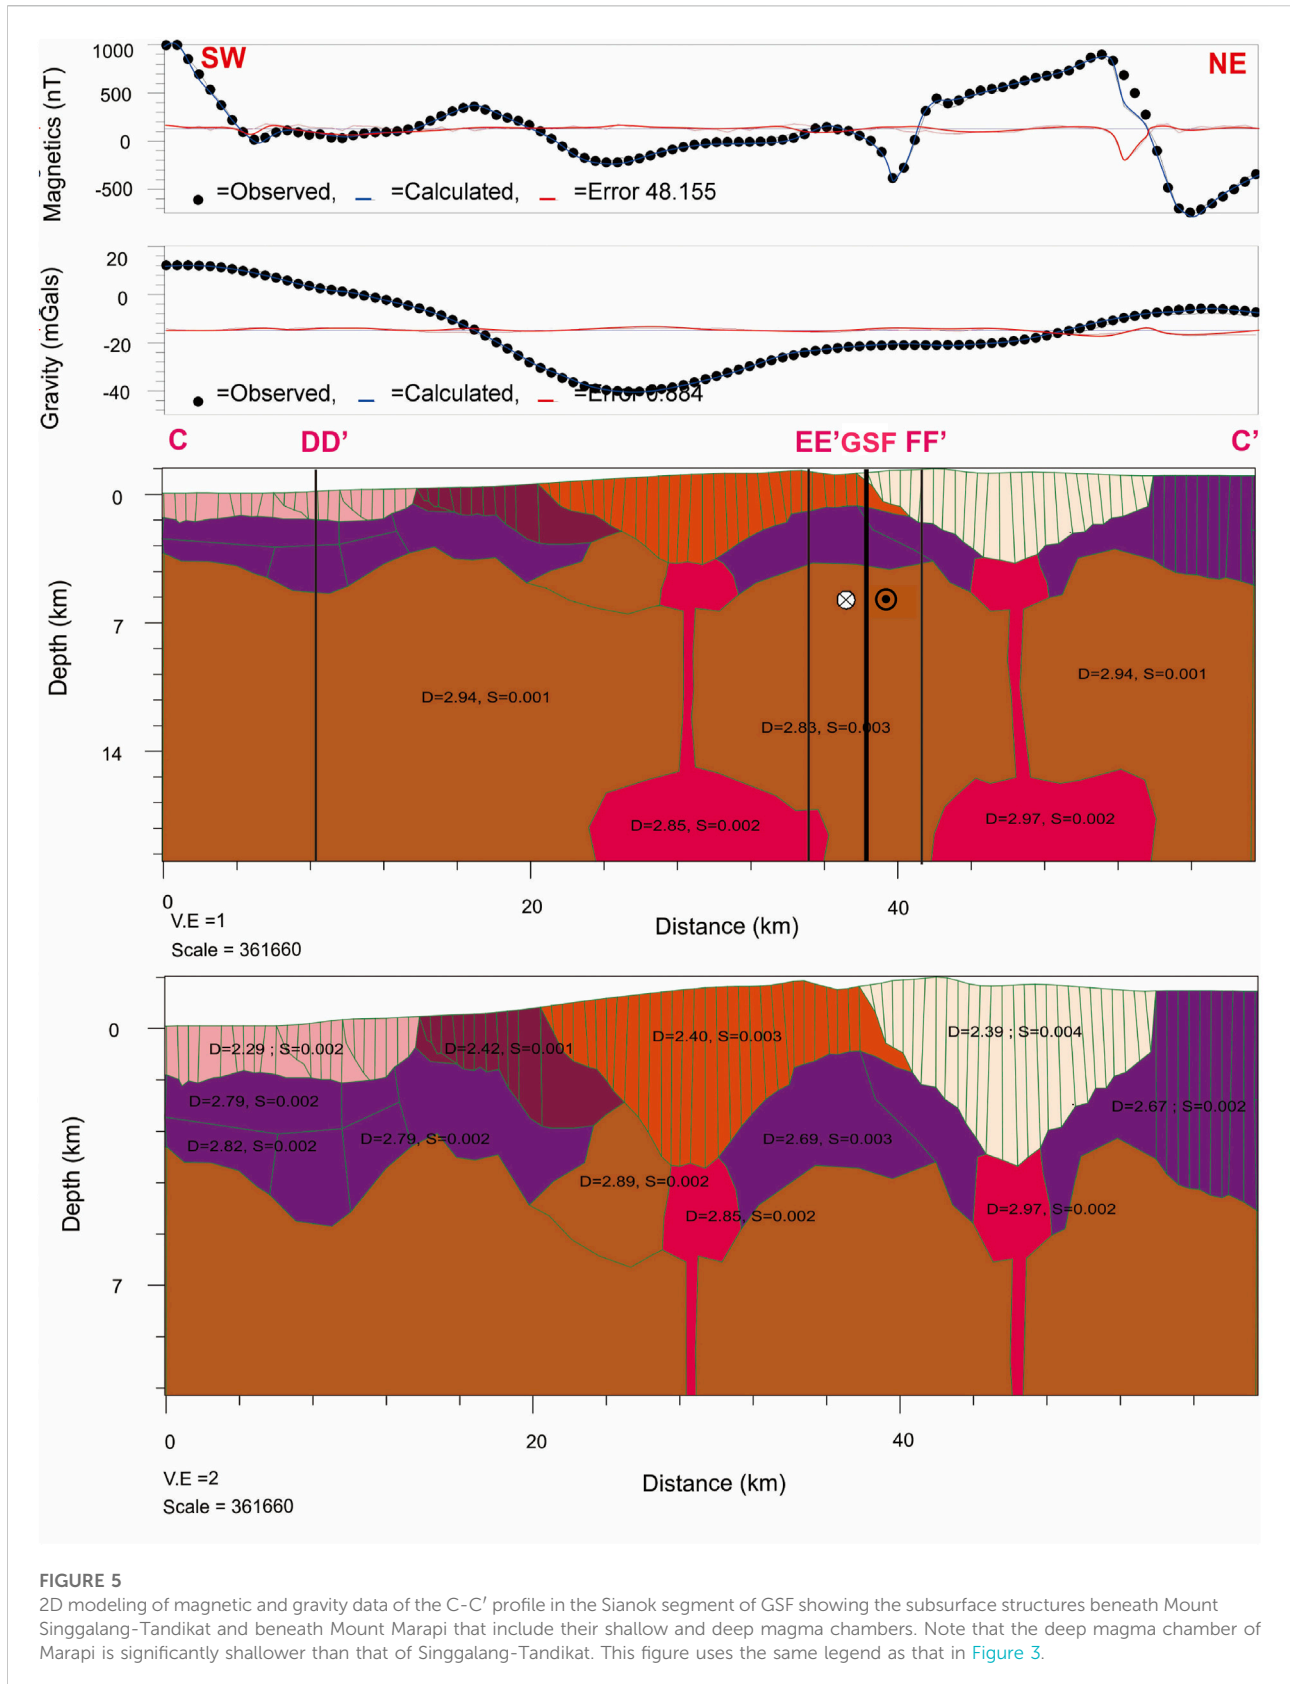 1000
500
0
-500
Magnetics (nT)
SW
NE
=Observed, =Calculated, =Error 48.155
20
0
-20
-40
Gravity (mGals)
=Observed, =Calculated, =Error 0.884
C DD’ EE’GSF FF’ C’
0
7
14
Depth (km)
D=2.94, S=0.001
D=2.94, S=0.001
D=2.83, S=0.003
D=2.85, S=0.002
D=2.97, S=0.002
0 20 40
V.E =1
Distance (km)
Scale = 361660
0
7
Depth (km)
D=2.29 ; S=0.002
D=2.42, S=0.001
D=2.40, S=0.003
D=2.39 ; S=0.004
D=2.79, S=0.002
D=2.67 ; S=0.002
D=2.82, S=0.002
D=2.79, S=0.002
D=2.69, S=0.003
D=2.89, S=0.002
D=2.85, S=0.002
D=2.97, S=0.002
0 20 40
V.E =2
Distance (km)
Scale = 361660
FIGURE 5
2D modeling of magnetic and gravity data of the C-C′ profile in the Sianok segment of GSF showing the subsurface structures beneath Mount
Singgalang-Tandikat and beneath Mount Marapi that include their shallow and deep magma chambers. Note that the deep magma chamber of
Marapi is significantly shallower than that of Singgalang-Tandikat. This figure uses the same legend as that in Figure 3.